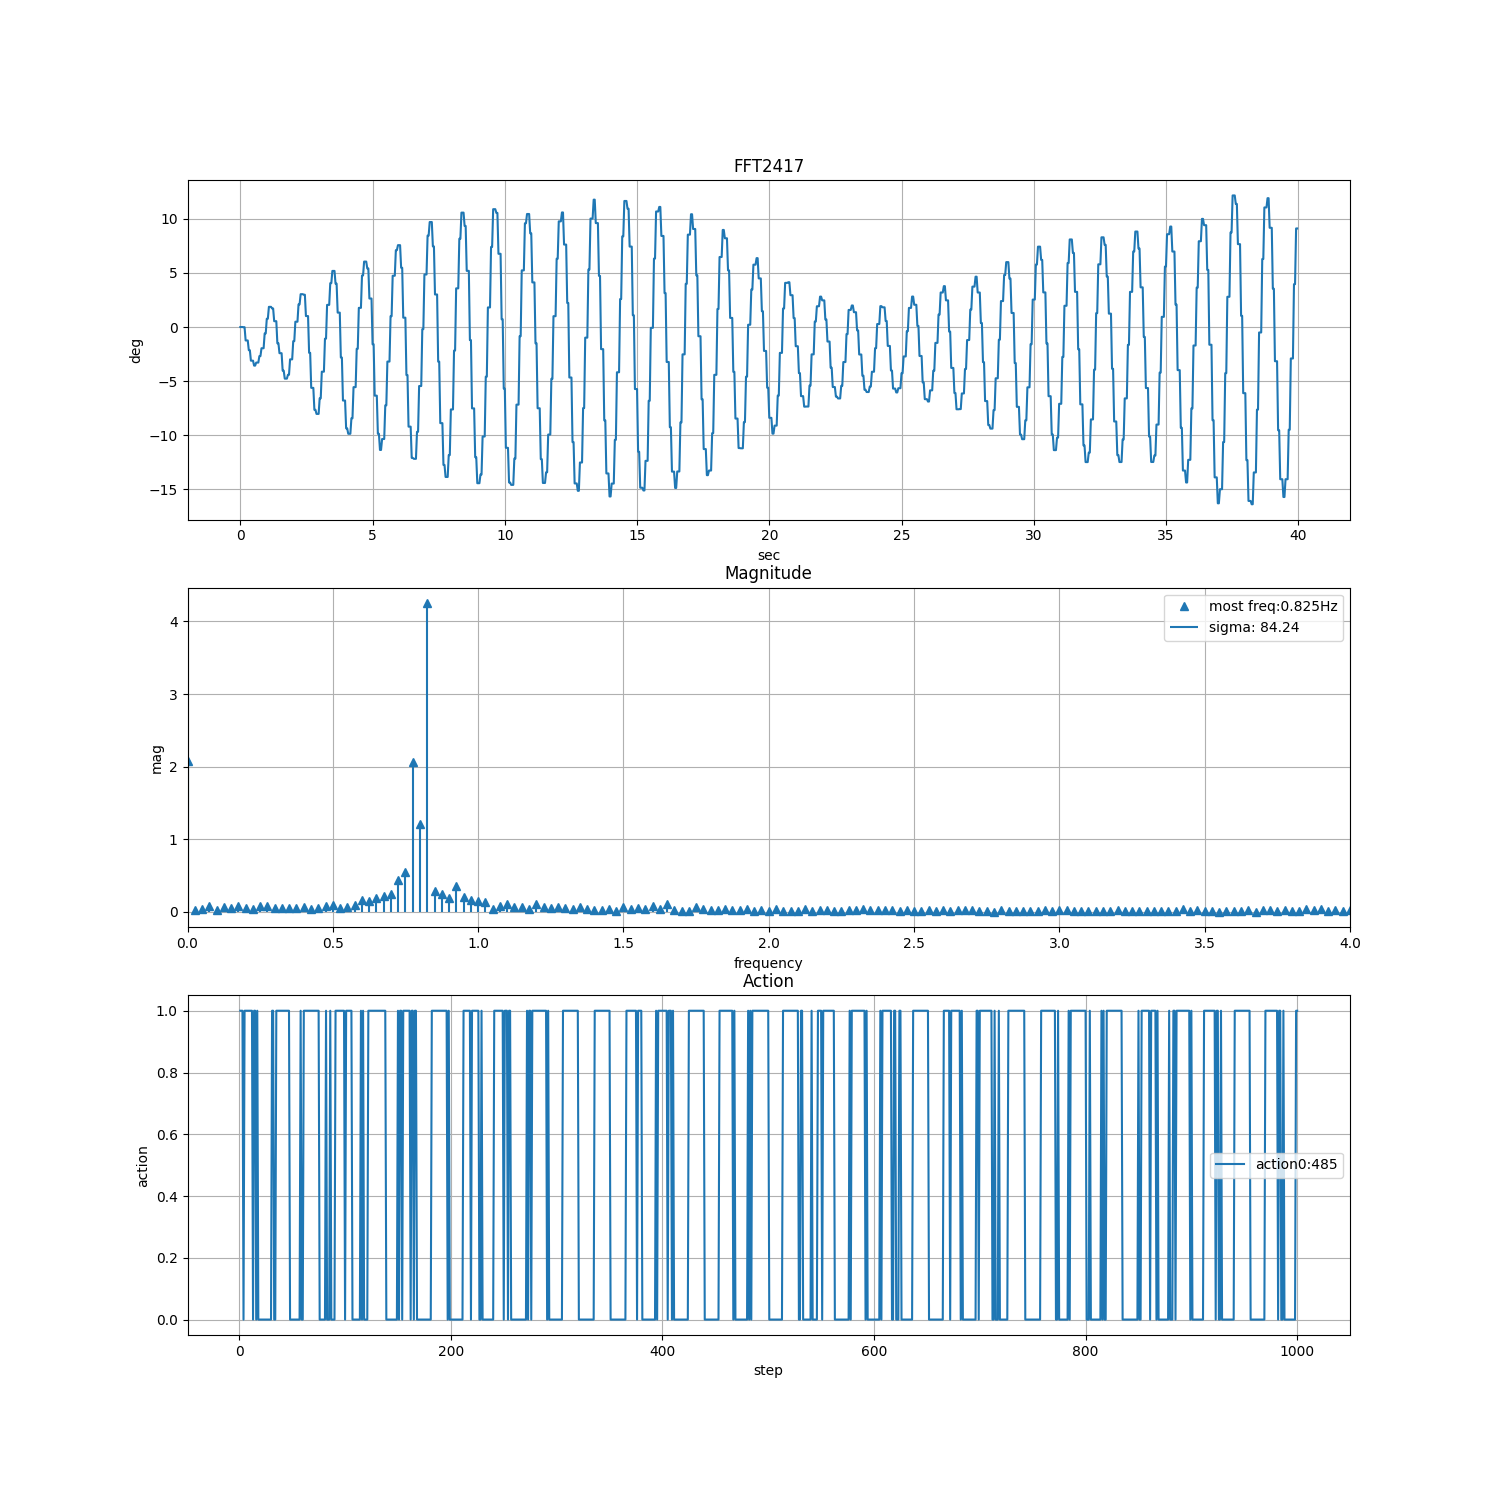 FFT2417
10
5
0
−5
−10
−15
deg
0 5 10 15 20 25 30 35 40
sec
Magnitude
most freq:0.825Hz
sigma: 84.24
4
3
2
1
0
mag
0.0 0.5 1.0 1.5 2.0 2.5 3.0 3.5 4.0
frequency
Action
1.0
0.8
0.6
0.4
0.2
0.0
action
action0:485
0 200 400 600 800 1000
step